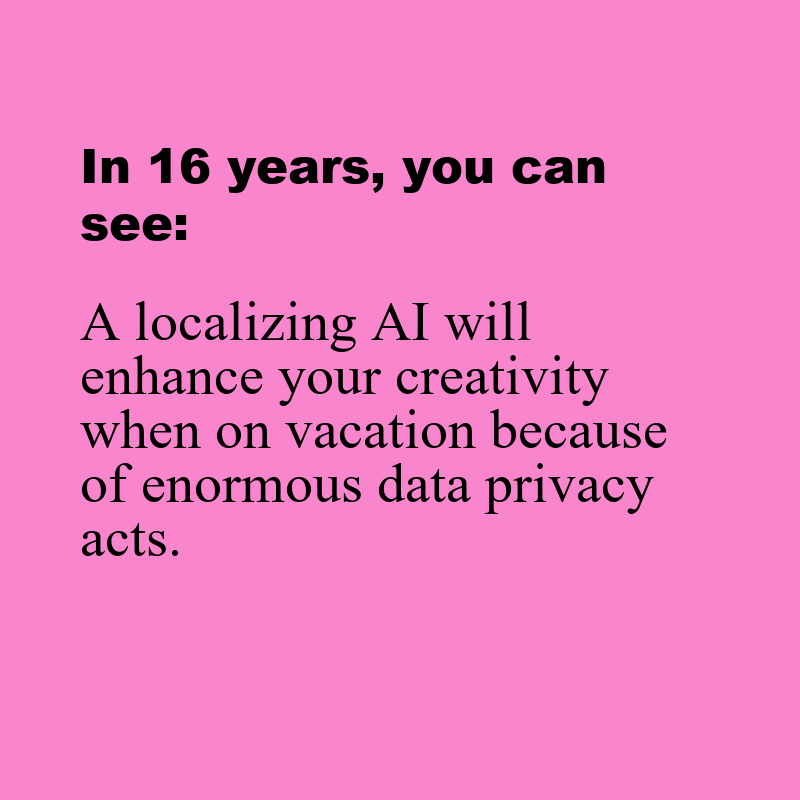 In 16 years, you can
see:
A localizing AI will
enhance your creativity
when on vacation because
of enormous data privacy
acts.